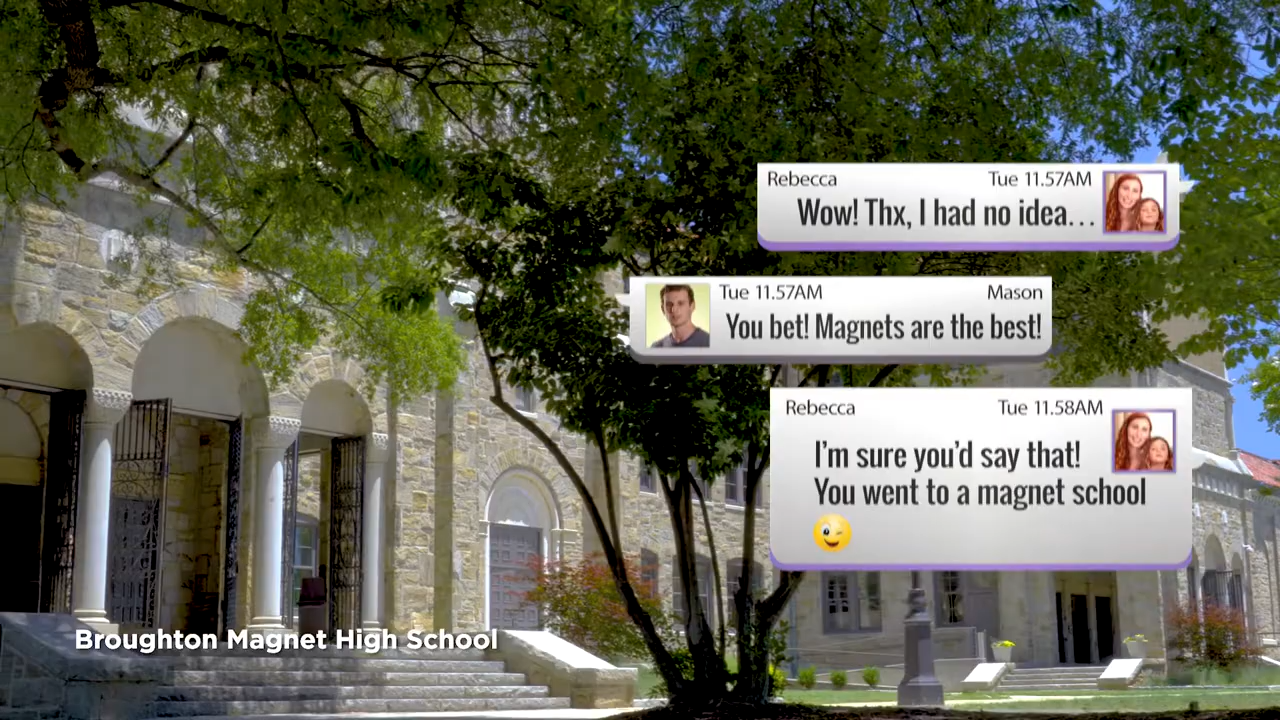 Rebecca Tue 11.57AM
Wow! Thx, I had no idea...
Tue 11.57AM Mason
You bet! Magnets are the best!
Rebecca Tue 11.58AM
I'm sure you'd say that!
You went to a magnet school
😉
Broughton Magnet High School